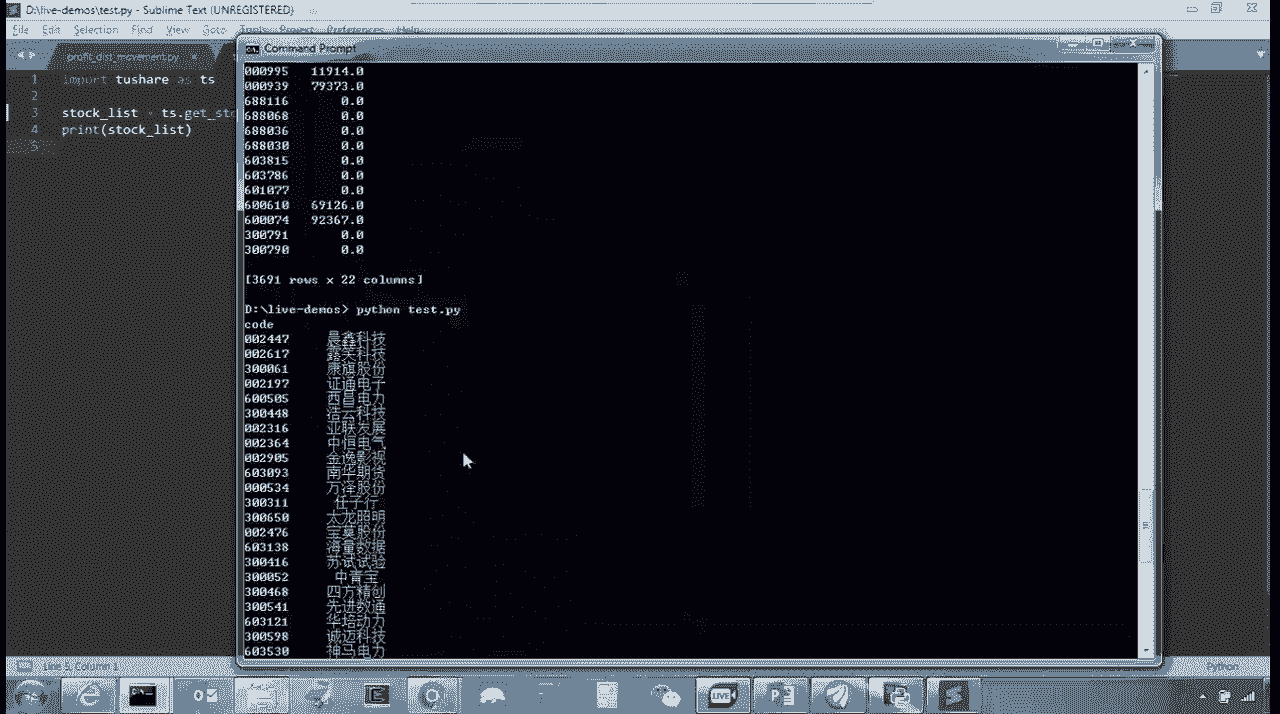 D:\live-demos\test.py - Sublime Text (UNREGISTERED)
File Edit Selection Find View Goto Tools Project Preferences Help
profit_dist_movement.py
Command Prompt
1 import tushare as ts
2
3 stock_list = ts.get_sto
4 print(stock_list)
5
000995 11914.0
000939 79373.0
688116 0.0
688068 0.0
688036 0.0
688030 0.0
603815 0.0
603786 0.0
601077 0.0
600610 69126.0
600074 92367.0
300791 0.0
300790 0.0
[3691 rows x 22 columns]
D:\live-demos> python test.py
code
002447 晨鑫科技
002617 露笑科技
300061 康旗股份
002197 证通电子
600505 西昌电力
300448 浩云科技
002316 亚联发展
002364 中恒电气
002905 金逸影视
603093 南华期货
000534 万泽股份
300311 任子行
300650 太龙照明
002476 宝莫股份
603138 海量数据
300416 苏试试验
300052 中青宝
300468 四方精创
300541 先进数通
603121 华培动力
300598 诚迈科技
603530 神马电力
LIVE